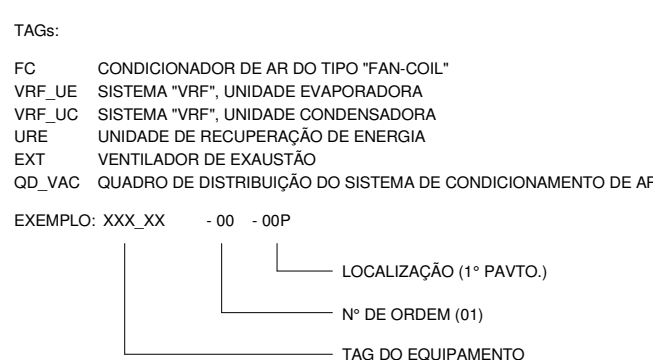 TAGs:
FC CONDICIONADOR DE AR DO TIPO "FAN-COIL"
VRF_UE SISTEMA "VRF", UNIDADE EVAPORADORA
VRF_UC SISTEMA "VRF", UNIDADE CONDENSADORA
URE UNIDADE DE RECUPERAÇÃO DE ENERGIA
EXT VENTILADOR DE EXAUSTÃO
QD_VAC QUADRO DE DISTRIBUIÇÃO DO SISTEMA DE CONDICIONAMENTO DE AR
EXEMPLO: XXX_XX - 00 - 00P
LOCALIZAÇÃO (1° PAVTO.)
N° DE ORDEM (01)
TAG DO EQUIPAMENTO